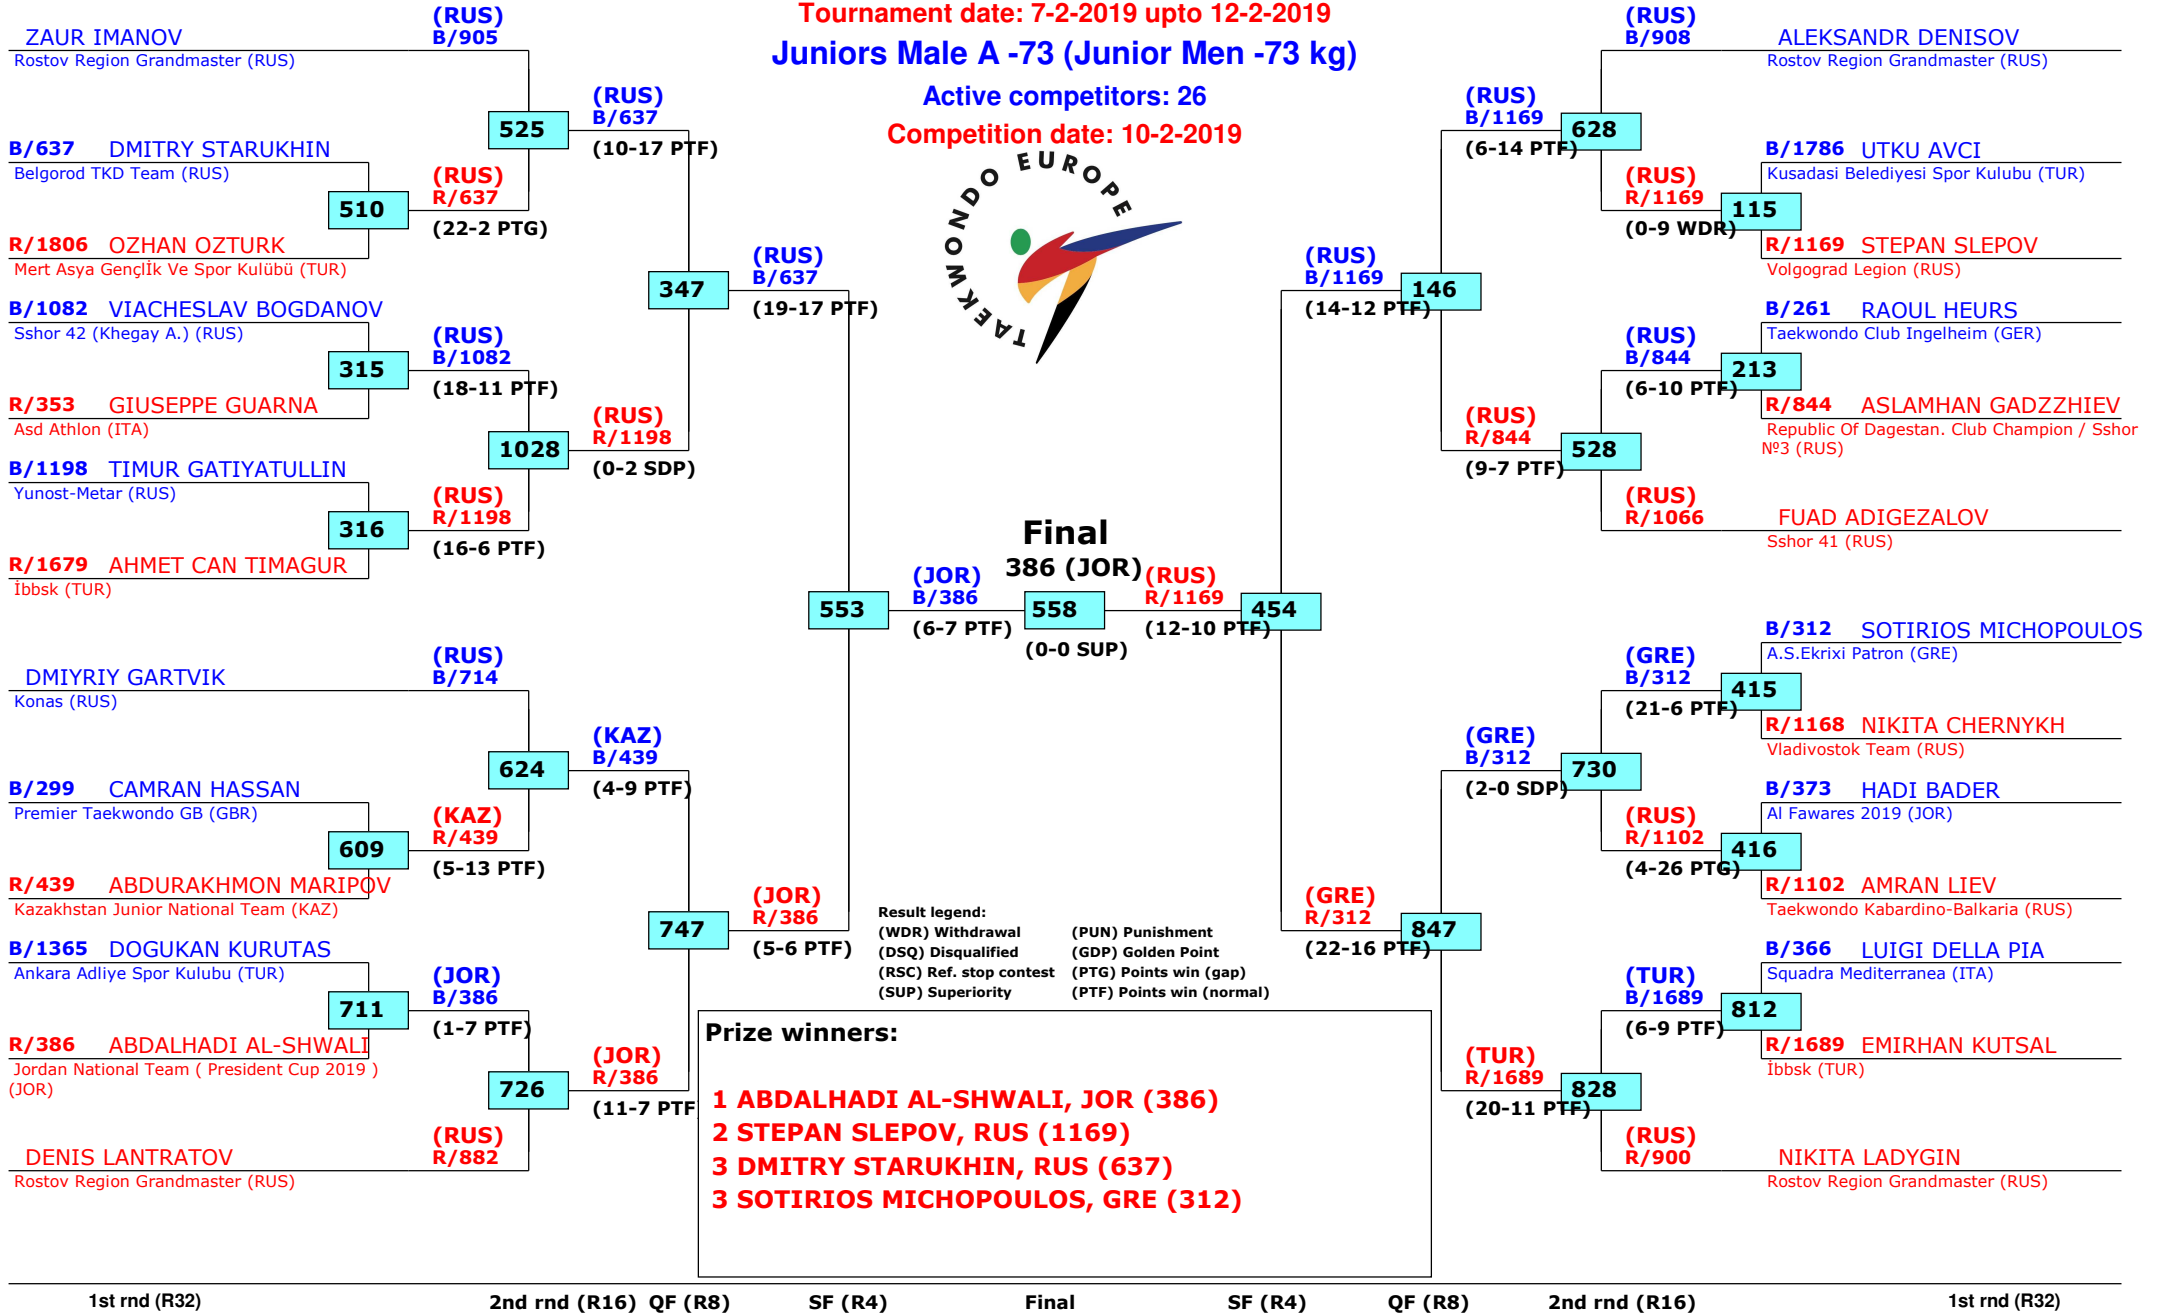 Tournament date: 7-2-2019 upto 12-2-2019
Juniors Male A -73 (Junior Men -73 kg)
Active competitors: 26
Competition date: 10-2-2019
TAEKWONDO EUROPE
ZAUR IMANOV
Rostov Region Grandmaster (RUS)
(RUS)
B/905
B/637 DMITRY STARUKHIN
Belgorod TKD Team (RUS)
510
R/1806 OZHAN OZTURK
Mert Asya Gençlİk Ve Spor Kulübü (TUR)
(RUS)
R/637
(22-2 PTG)
525
(RUS)
B/637
(10-17 PTF)
B/1082 VIACHESLAV BOGDANOV
Sshor 42 (Khegay A.) (RUS)
315
R/353 GIUSEPPE GUARNA
Asd Athlon (ITA)
(RUS)
B/1082
(18-11 PTF)
B/1198 TIMUR GATIYATULLIN
Yunost-Metar (RUS)
316
R/1679 AHMET CAN TIMAGUR
İbbsk (TUR)
(RUS)
R/1198
(16-6 PTF)
1028
(RUS)
R/1198
(0-2 SDP)
347
(RUS)
B/637
(19-17 PTF)
DMIYRIY GARTVIK
Konas (RUS)
(RUS)
B/714
B/299 CAMRAN HASSAN
Premier Taekwondo GB (GBR)
609
R/439 ABDURAKHMON MARIPOV
Kazakhstan Junior National Team (KAZ)
(KAZ)
R/439
(5-13 PTF)
624
(KAZ)
B/439
(4-9 PTF)
B/1365 DOGUKAN KURUTAS
Ankara Adliye Spor Kulubu (TUR)
711
R/386 ABDALHADI AL-SHWALI
Jordan National Team ( President Cup 2019 )
(JOR)
(JOR)
B/386
(1-7 PTF)
DENIS LANTRATOV
Rostov Region Grandmaster (RUS)
(RUS)
R/882
726
(JOR)
R/386
(11-7 PTF
747
(JOR)
R/386
(5-6 PTF)
553
(JOR)
B/386
(6-7 PTF)
Final
386 (JOR)
558
(0-0 SUP)
(RUS)
R/1169
(12-10 PTF)
454
(RUS)
B/1169
(14-12 PTF)
146
(RUS)
B/1169
(6-14 PTF)
628
(RUS)
B/908
ALEKSANDR DENISOV
Rostov Region Grandmaster (RUS)
(RUS)
R/1169
(0-9 WDR)
115
B/1786 UTKU AVCI
Kusadasi Belediyesi Spor Kulubu (TUR)
R/1169 STEPAN SLEPOV
Volgograd Legion (RUS)
(RUS)
R/844
(9-7 PTF)
528
(RUS)
B/844
(6-10 PTF)
213
B/261 RAOUL HEURS
Taekwondo Club Ingelheim (GER)
R/844 ASLAMHAN GADZZHIEV
Republic Of Dagestan. Club Champion / Sshor
№3 (RUS)
(RUS)
R/1066
FUAD ADIGEZALOV
Sshor 41 (RUS)
(GRE)
R/312
(22-16 PTF)
847
(GRE)
B/312
(2-0 SDP)
730
(GRE)
B/312
(21-6 PTF)
415
B/312 SOTIRIOS MICHOPOULOS
A.S.Ekrixi Patron (GRE)
R/1168 NIKITA CHERNYKH
Vladivostok Team (RUS)
(RUS)
R/1102
(4-26 PTG)
416
B/373 HADI BADER
Al Fawares 2019 (JOR)
R/1102 AMRAN LIEV
Taekwondo Kabardino-Balkaria (RUS)
(TUR)
R/1689
(20-11 PTF)
828
(TUR)
B/1689
(6-9 PTF)
812
B/366 LUIGI DELLA PIA
Squadra Mediterranea (ITA)
R/1689 EMIRHAN KUTSAL
İbbsk (TUR)
(RUS)
R/900
NIKITA LADYGIN
Rostov Region Grandmaster (RUS)
Result legend:
(WDR) Withdrawal (PUN) Punishment
(DSQ) Disqualified (GDP) Golden Point
(RSC) Ref. stop contest (PTG) Points win (gap)
(SUP) Superiority (PTF) Points win (normal)
Prize winners:
1 ABDALHADI AL-SHWALI, JOR (386)
2 STEPAN SLEPOV, RUS (1169)
3 DMITRY STARUKHIN, RUS (637)
3 SOTIRIOS MICHOPOULOS, GRE (312)
1st rnd (R32) 2nd rnd (R16) QF (R8) SF (R4) Final SF (R4) QF (R8) 2nd rnd (R16) 1st rnd (R32)